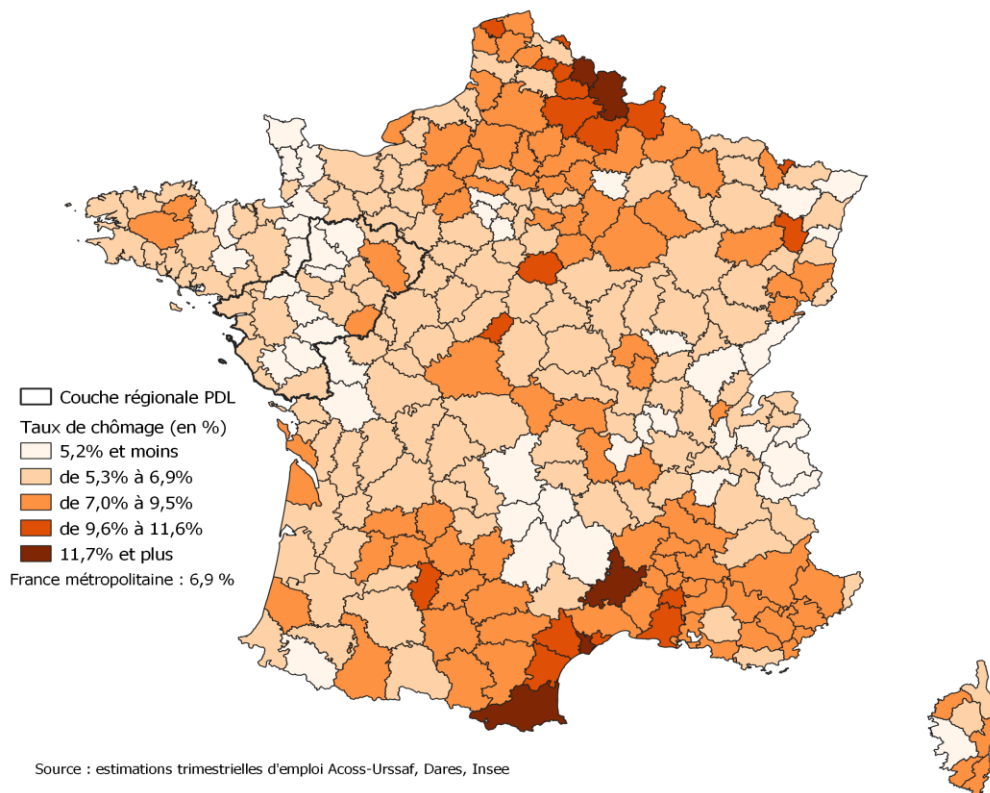 Couche régionale PDL
Taux de chômage (en %)
5,2% et moins
de 5,3% à 6,9%
de 7,0% à 9,5%
de 9,6% à 11,6%
11,7% et plus
France métropolitaine : 6,9 %
Source : estimations trimestrielles d'emploi Acoss-Urssaf, Dares, Insee